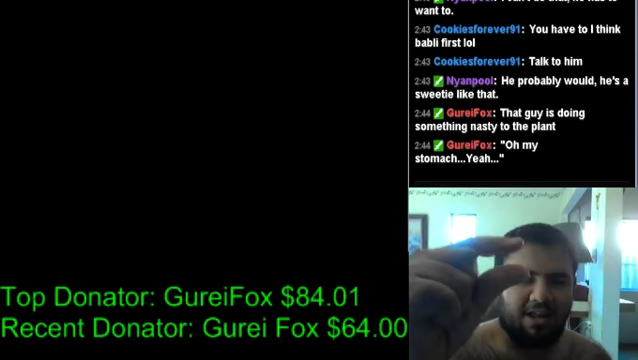 want to.
2:43 Cookiesforever91: You have to I think
babli first lol
2:43 Cookiesforever91: Talk to him
2:43 Nyanpool: He probably would, he's a
sweetie like that.
2:44 GureiFox: That guy is doing
something nasty to the plant
2:44 GureiFox: "Oh my
stomach...Yeah..."
Top Donator: GureiFox $84.01
Recent Donator: Gurei Fox $64.00